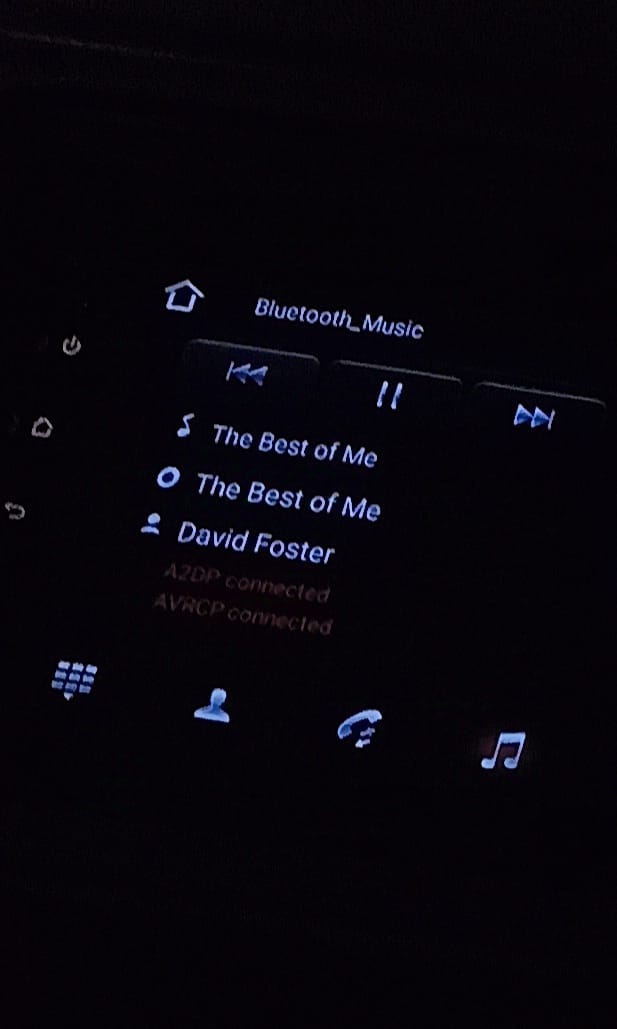 Bluetooth_Music
The Best of Me
The Best of Me
David Foster
A2DP connected
AVRCP connected